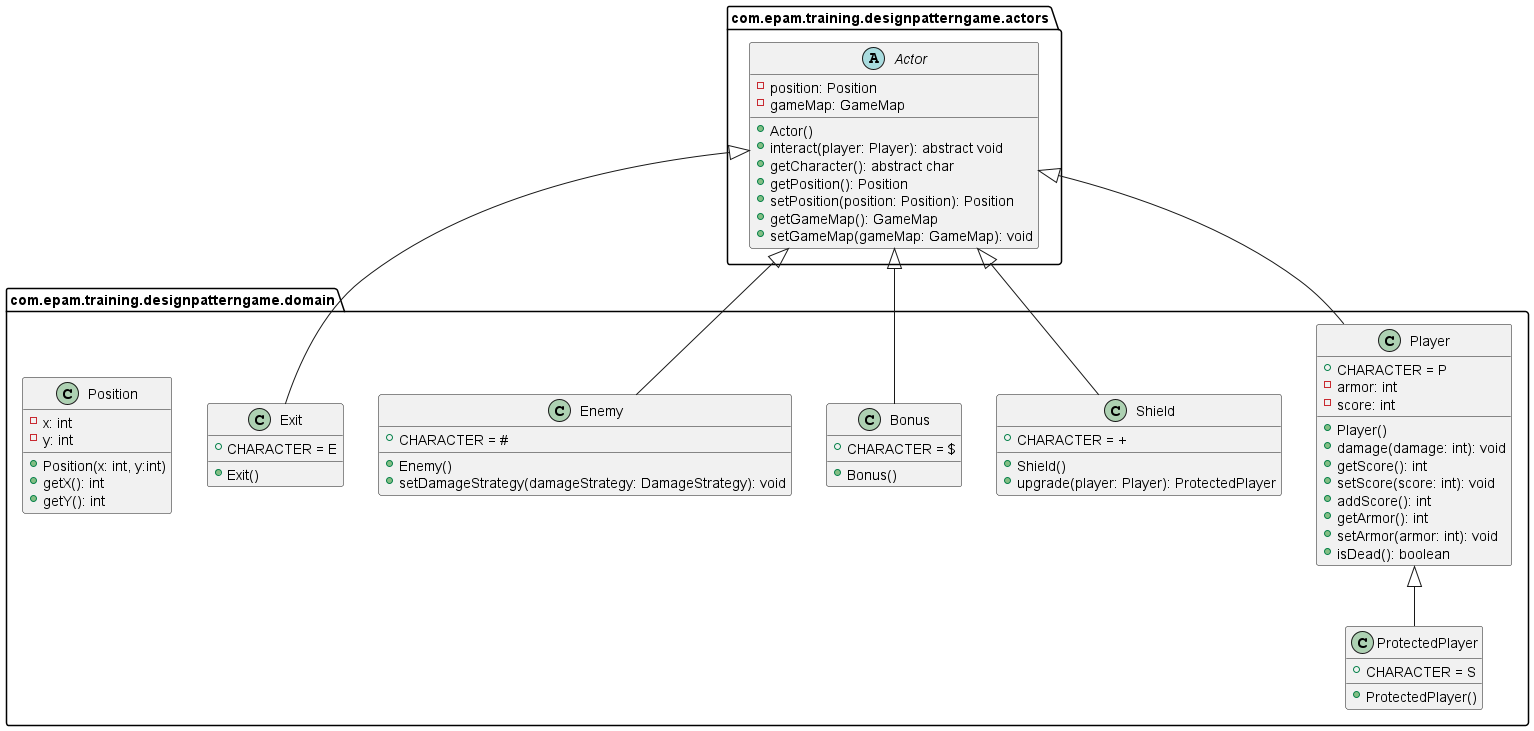 com.epam.training.designpatterngame.actors
A Actor
position: Position
gameMap: GameMap
Actor()
interact(player: Player): abstract void
getCharacter(): abstract char
getPosition(): Position
setPosition(position: Position): Position
getGameMap(): GameMap
setGameMap(gameMap: GameMap): void
com.epam.training.designpatterngame.domain
C Position
x: int
y: int
Position(x: int, y:int)
getX(): int
getY(): int
C Exit
CHARACTER = E
Exit()
C Enemy
CHARACTER = #
Enemy()
setDamageStrategy(damageStrategy: DamageStrategy): void
C Bonus
CHARACTER = $
Bonus()
C Shield
CHARACTER = +
Shield()
upgrade(player: Player): ProtectedPlayer
C Player
CHARACTER = P
armor: int
score: int
Player()
damage(damage: int): void
getScore(): int
setScore(score: int): void
addScore(): int
getArmor(): int
setArmor(armor: int): void
isDead(): boolean
C ProtectedPlayer
CHARACTER = S
ProtectedPlayer()